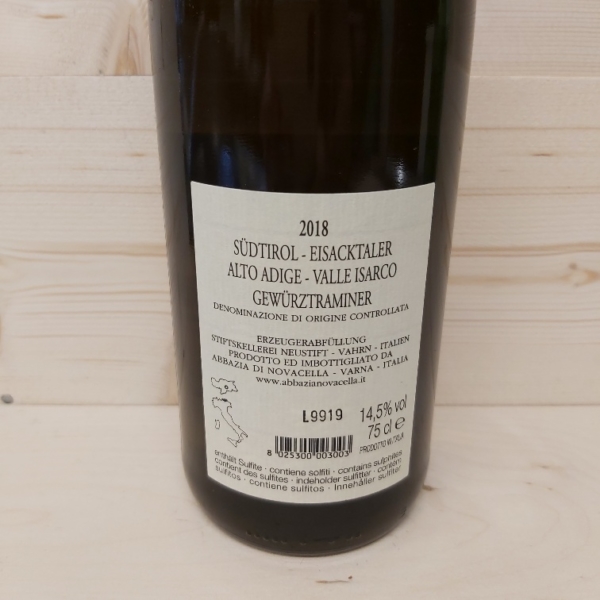 2018
SÜDTIROL - EISACKTALER
ALTO ADIGE - VALLE ISARCO
GEWÜRZTRAMINER
DENOMINAZIONE DI ORIGINE CONTROLLATA
ERZEUGERABFÜLLUNG
STIFTSKELLEREI NEUSTIFT - VAHRN - ITALIEN
PRODOTTO ED IMBOTTIGLIATO DA
ABBAZIA DI NOVACELLA - VARNA - ITALIA
www.abbazianovacella.it
L9919
14,5% vol
75 cl e
PRODOTTO IN ITALIA
8 025300 003003
enthält Sulfite · contiene solfiti · contains sulphites
contient des sulfites · indeholder sulfitter ·
Sulfitos · contiene sulfitos · Innehåller sulfiter